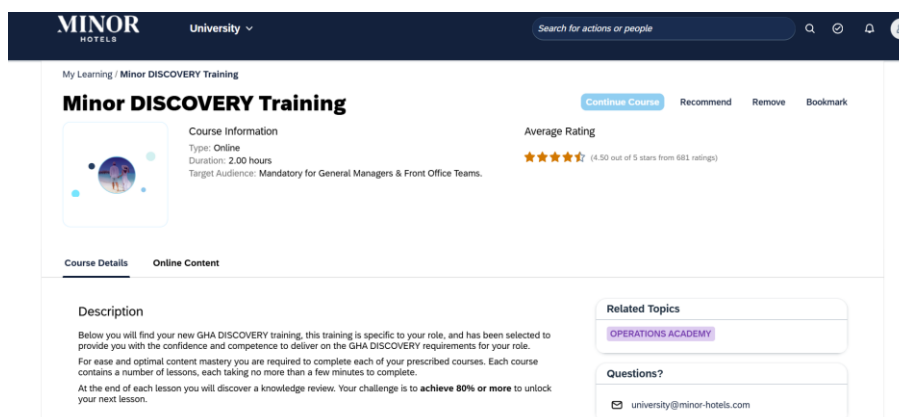 MINOR
HOTELS
University
Search for actions or people
My Learning / Minor DISCOVERY Training
Minor DISCOVERY Training
Continue Course
Recommend
Remove
Bookmark
Course Information
Type: Online
Duration: 2.00 hours
Target Audience: Mandatory for General Managers & Front Office Teams.
Average Rating
(4.50 out of 5 stars from 681 ratings)
Course Details
Online Content
Description
Below you will find your new GHA DISCOVERY training, this training is specific to your role, and has been selected to
provide you with the confidence and competence to deliver on the GHA DISCOVERY requirements for your role.
For ease and optimal content mastery you are required to complete each of your prescribed courses. Each course
contains a number of lessons, each taking no more than a few minutes to complete.
At the end of each lesson you will discover a knowledge review. Your challenge is to achieve 80% or more to unlock
your next lesson.
Related Topics
OPERATIONS ACADEMY
Questions?
university@minor-hotels.com